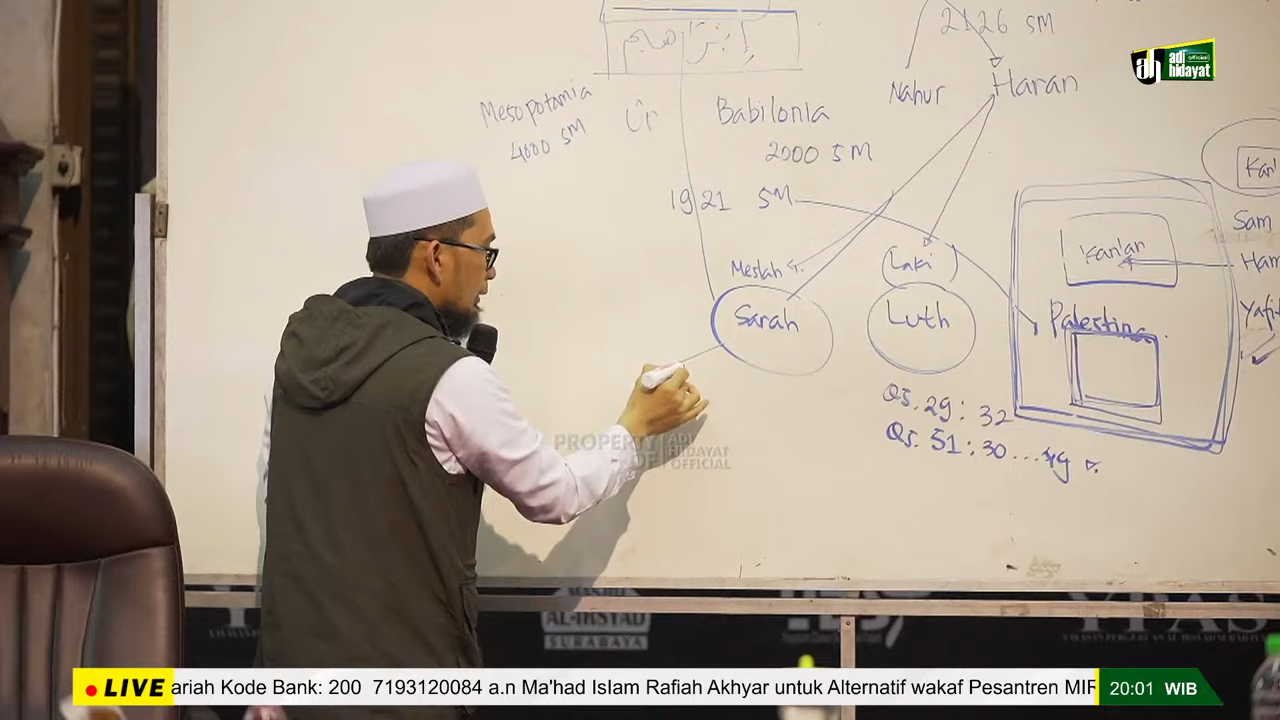 2126 SM
إبراهيم
adi
hidayat
official
Nahur
Haran
Mesopotamia
4000 SM
Ur
Babilonia
2000 SM
1921 SM
Kan'an
Sam
Ham
Yafit
Laki
Sarah
Luth
Palestina
QS. 29 : 32
QS. 51 : 30
PROPERTY OF
ADI HIDAYAT OFFICIAL
MASJID
AL-IRSYAD
SURABAYA
LIVE
ariah Kode Bank: 200 7193120084 a.n Ma'had Islam Rafiah Akhyar untuk Alternatif wakaf Pesantren MIR
20:01 WIB